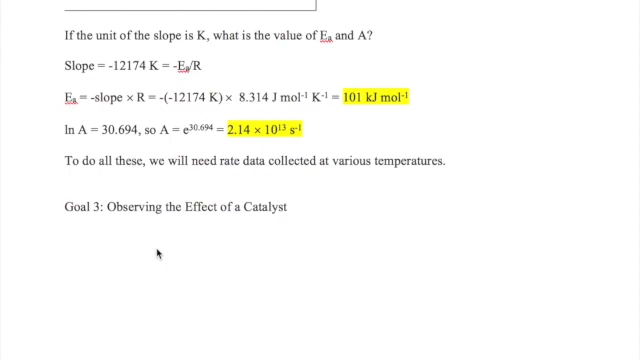 If the unit of the slope is K, what is the value of Eₐ and A?
Slope = -12174 K = -Eₐ/R
Eₐ = -slope × R = -(-12174 K) × 8.314 J mol⁻¹ K⁻¹ = 101 kJ mol⁻¹
ln A = 30.694, so A = e³⁰·⁶⁹⁴ = 2.14 × 10¹³ s⁻¹
To do all these, we will need rate data collected at various temperatures.
Goal 3: Observing the Effect of a Catalyst